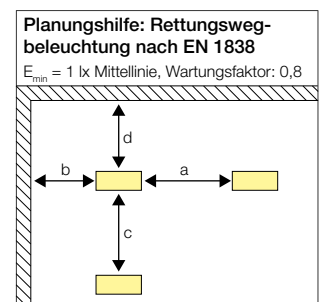 Planungshilfe: Rettungsweg-
beleuchtung nach EN 1838
Emin = 1 lx Mittellinie, Wartungsfaktor: 0,8
d
b
a
c